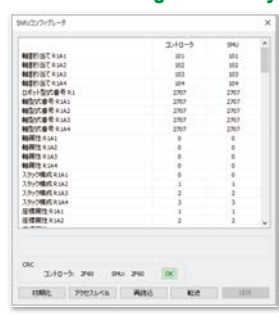 SMUコンフィグレータ
コントローラ SMU
軸割り当て R1A1 101 101
軸割り当て R1A2 102 102
軸割り当て R1A3 103 103
軸割り当て R1A4 104 104
ロボット型式番号 R1 2707 2707
軸型式番号 R1A1 2707 2707
軸型式番号 R1A2 2707 2707
軸型式番号 R1A3 2707 2707
軸型式番号 R1A4 2707 2707
軸属性 R1A1 0 0
軸属性 R1A2 0 0
軸属性 R1A3 0 0
軸属性 R1A4 0 0
スタック構成 R1A1 0 0
スタック構成 R1A2 1 1
スタック構成 R1A3 2 2
スタック構成 R1A4 3 3
座標属性 R1A1 1 1
座標属性 R1A2 2 2
CRC
コントローラ: 2F60 SMU: 2F60 OK
初期化 アクセスレベル 再読込 転送